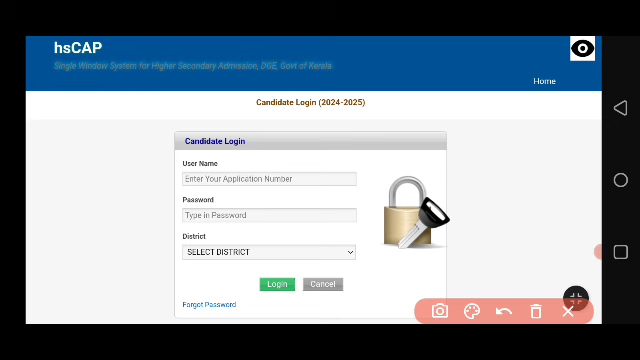 hsCAP
Single Window System for Higher Secondary Admission, DGE, Govt of Kerala
Home
Candidate Login (2024-2025)
Candidate Login
User Name
Enter Your Application Number
Password
Type in Password
District
SELECT DISTRICT
Login Cancel
Forgot Password